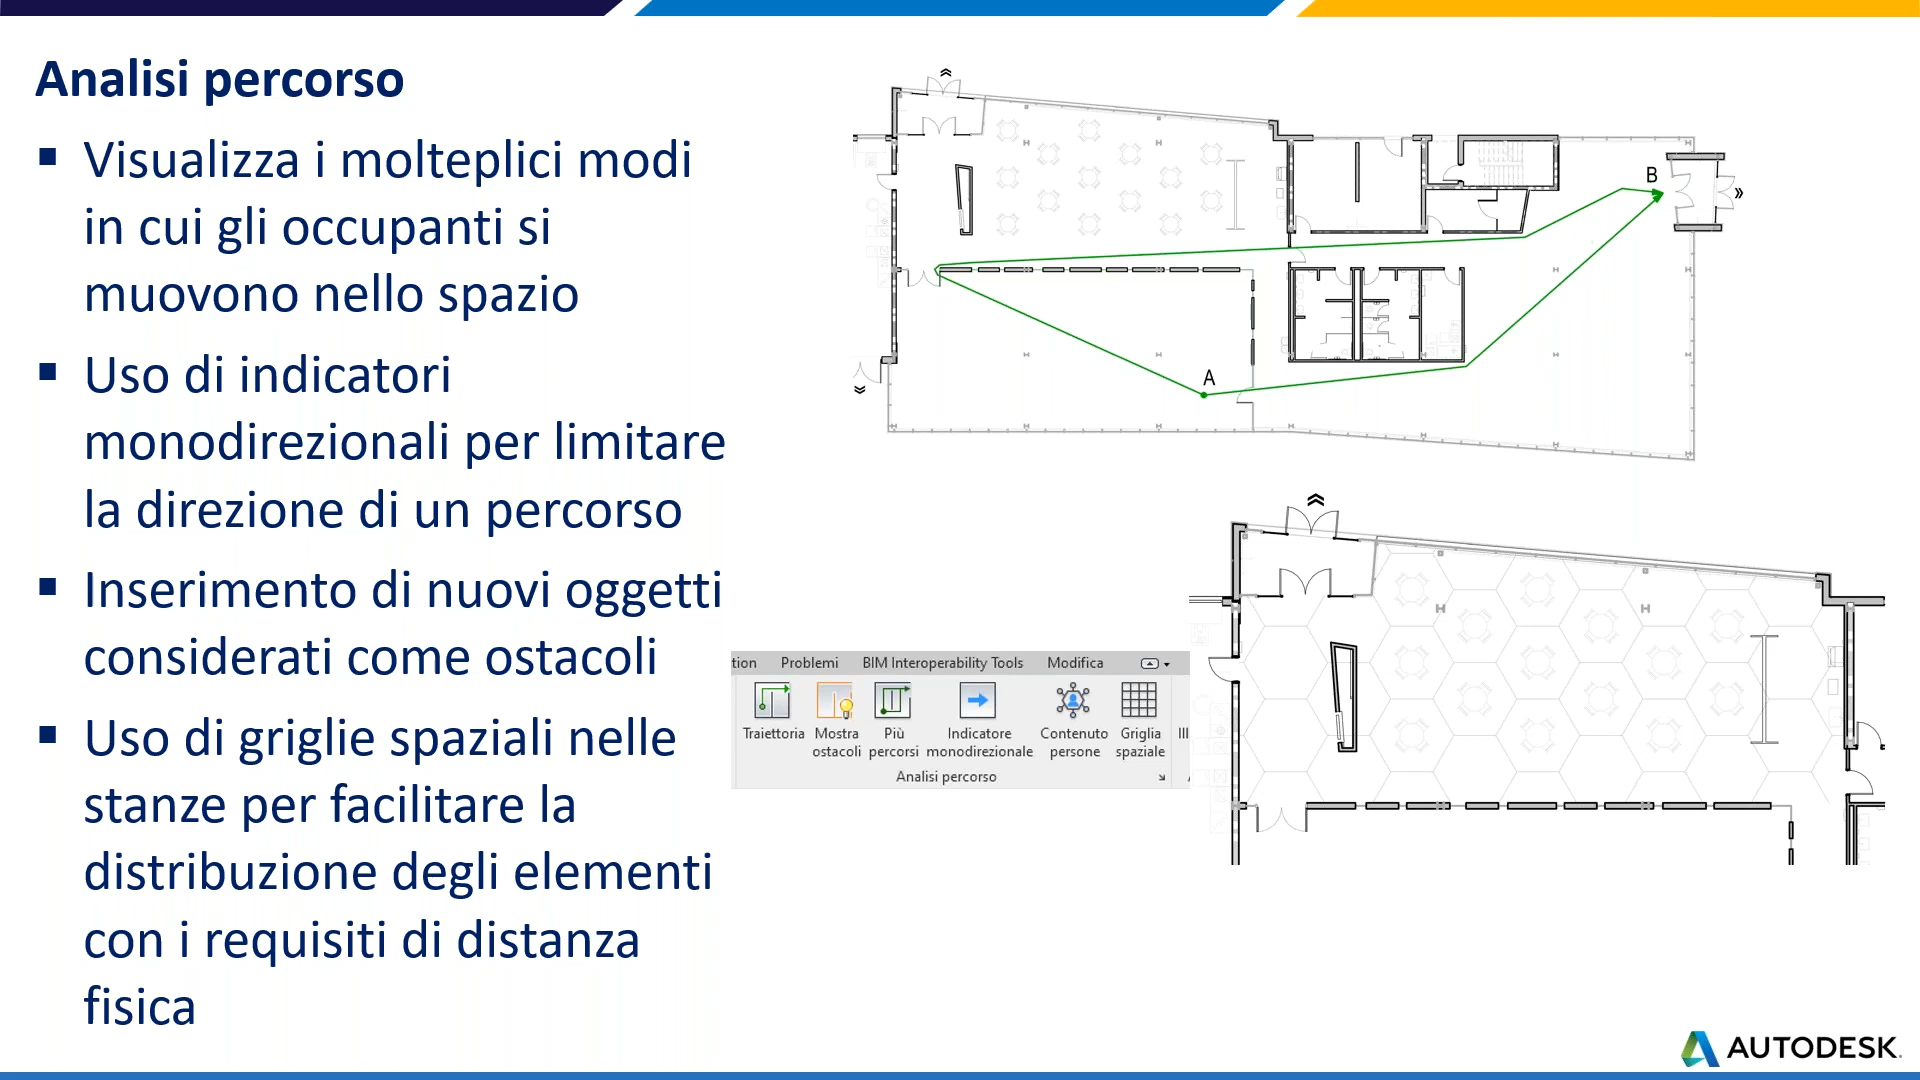 Analisi percorso
▪ Visualizza i molteplici modi
in cui gli occupanti si
muovono nello spazio
▪ Uso di indicatori
monodirezionali per limitare
la direzione di un percorso
▪ Inserimento di nuovi oggetti
considerati come ostacoli
▪ Uso di griglie spaziali nelle
stanze per facilitare la
distribuzione degli elementi
con i requisiti di distanza
fisica
B
A
tion Problemi BIM Interoperability Tools Modifica
Traiettoria Mostra Più Indicatore Contenuto Griglia Ill
ostacoli percorsi monodirezionale persone spaziale
Analisi percorso
AUTODESK.